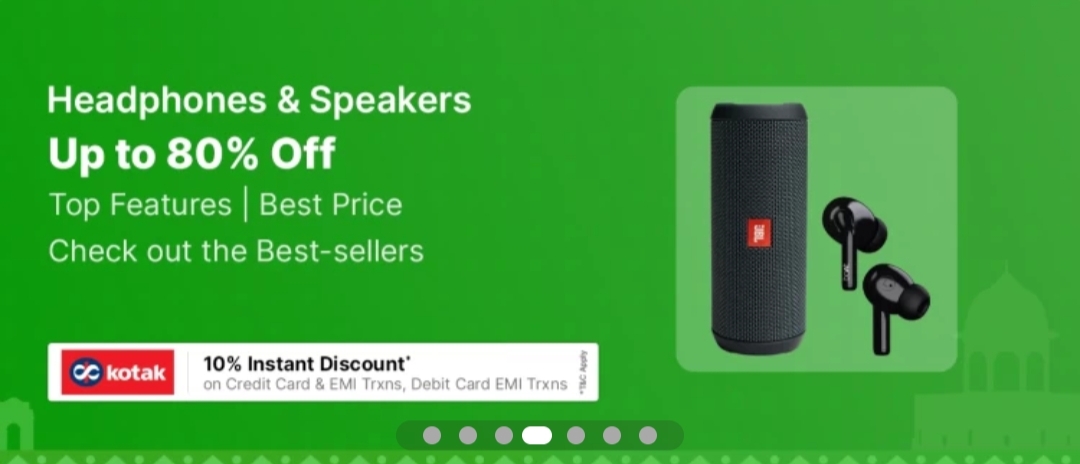 Headphones & Speakers
Up to 80% Off
Top Features | Best Price
Check out the Best-sellers
kotak
10% Instant Discount*
on Credit Card & EMI Trxns, Debit Card EMI Trxns
*T&C Apply
JBL